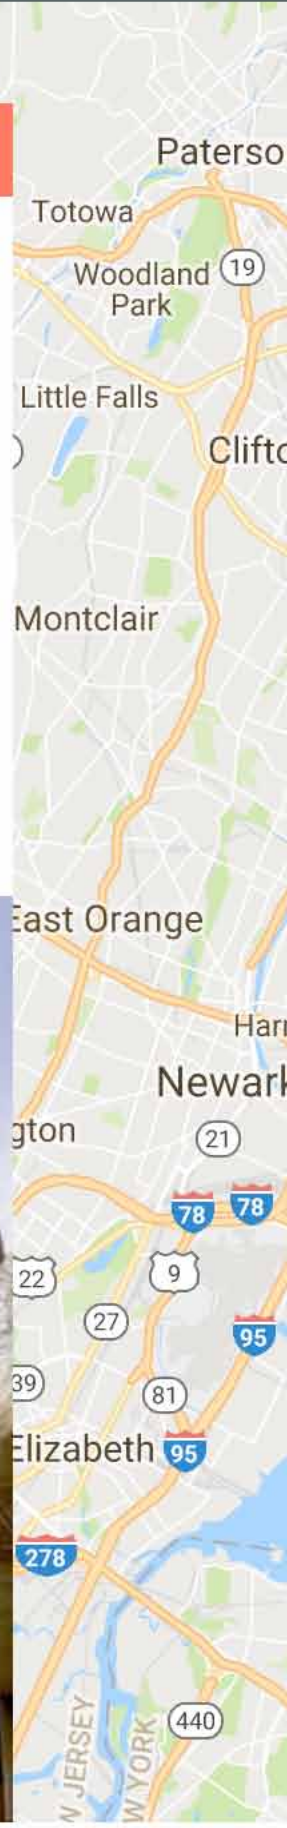 Paterso
Totowa
19
Woodland
Park
Little Falls
Clifto
Montclair
East Orange
Harr
Newark
gton
21
78
78
22
9
27
95
39
81
Elizabeth
95
278
440
W JERSEY
W YORK